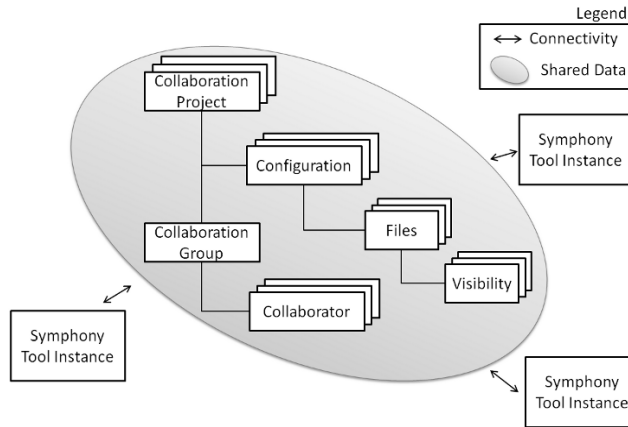 Legend
Connectivity
Shared Data
Collaboration
Project
Symphony
Tool Instance
Configuration
Collaboration
Group
Files
Visibility
Collaborator
Symphony
Tool Instance
Symphony
Tool Instance